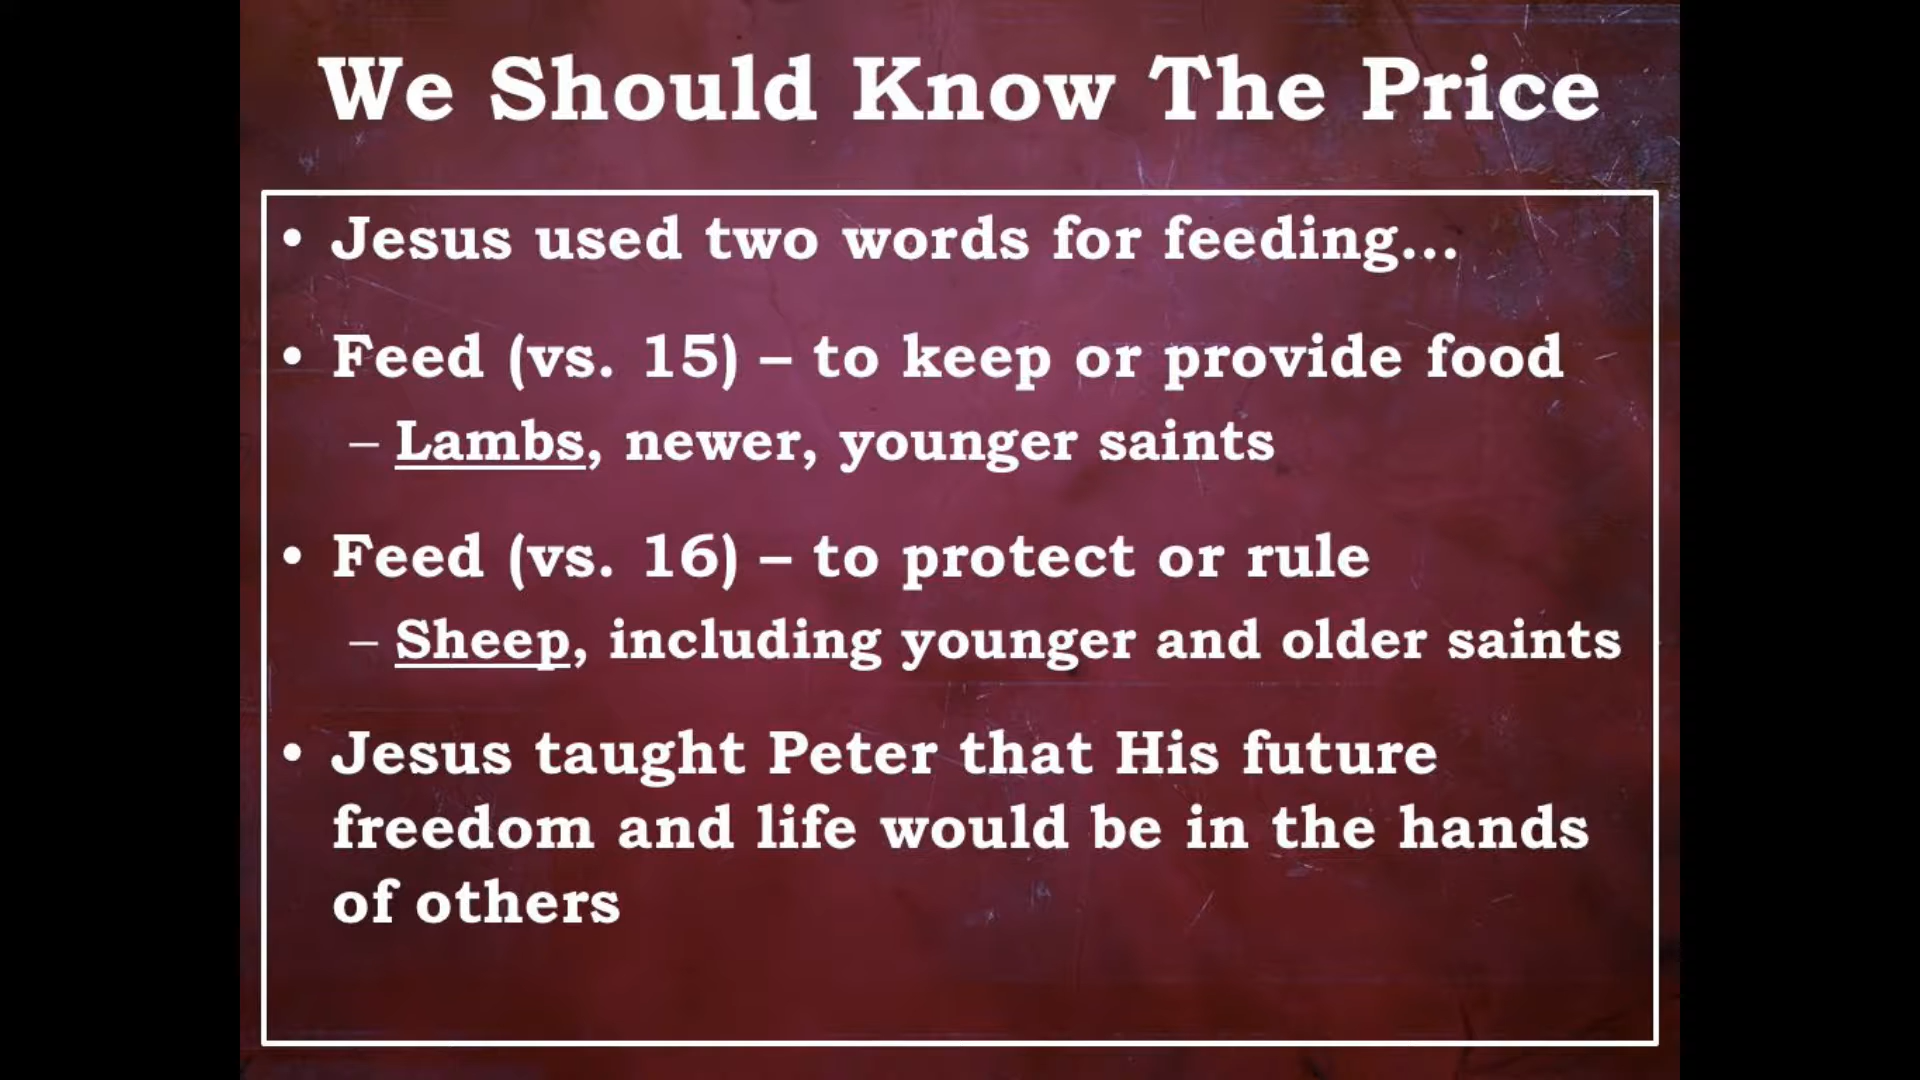 We Should Know The Price
• Jesus used two words for feeding...
• Feed (vs. 15) – to keep or provide food
– Lambs, newer, younger saints
• Feed (vs. 16) – to protect or rule
– Sheep, including younger and older saints
• Jesus taught Peter that His future
freedom and life would be in the hands
of others